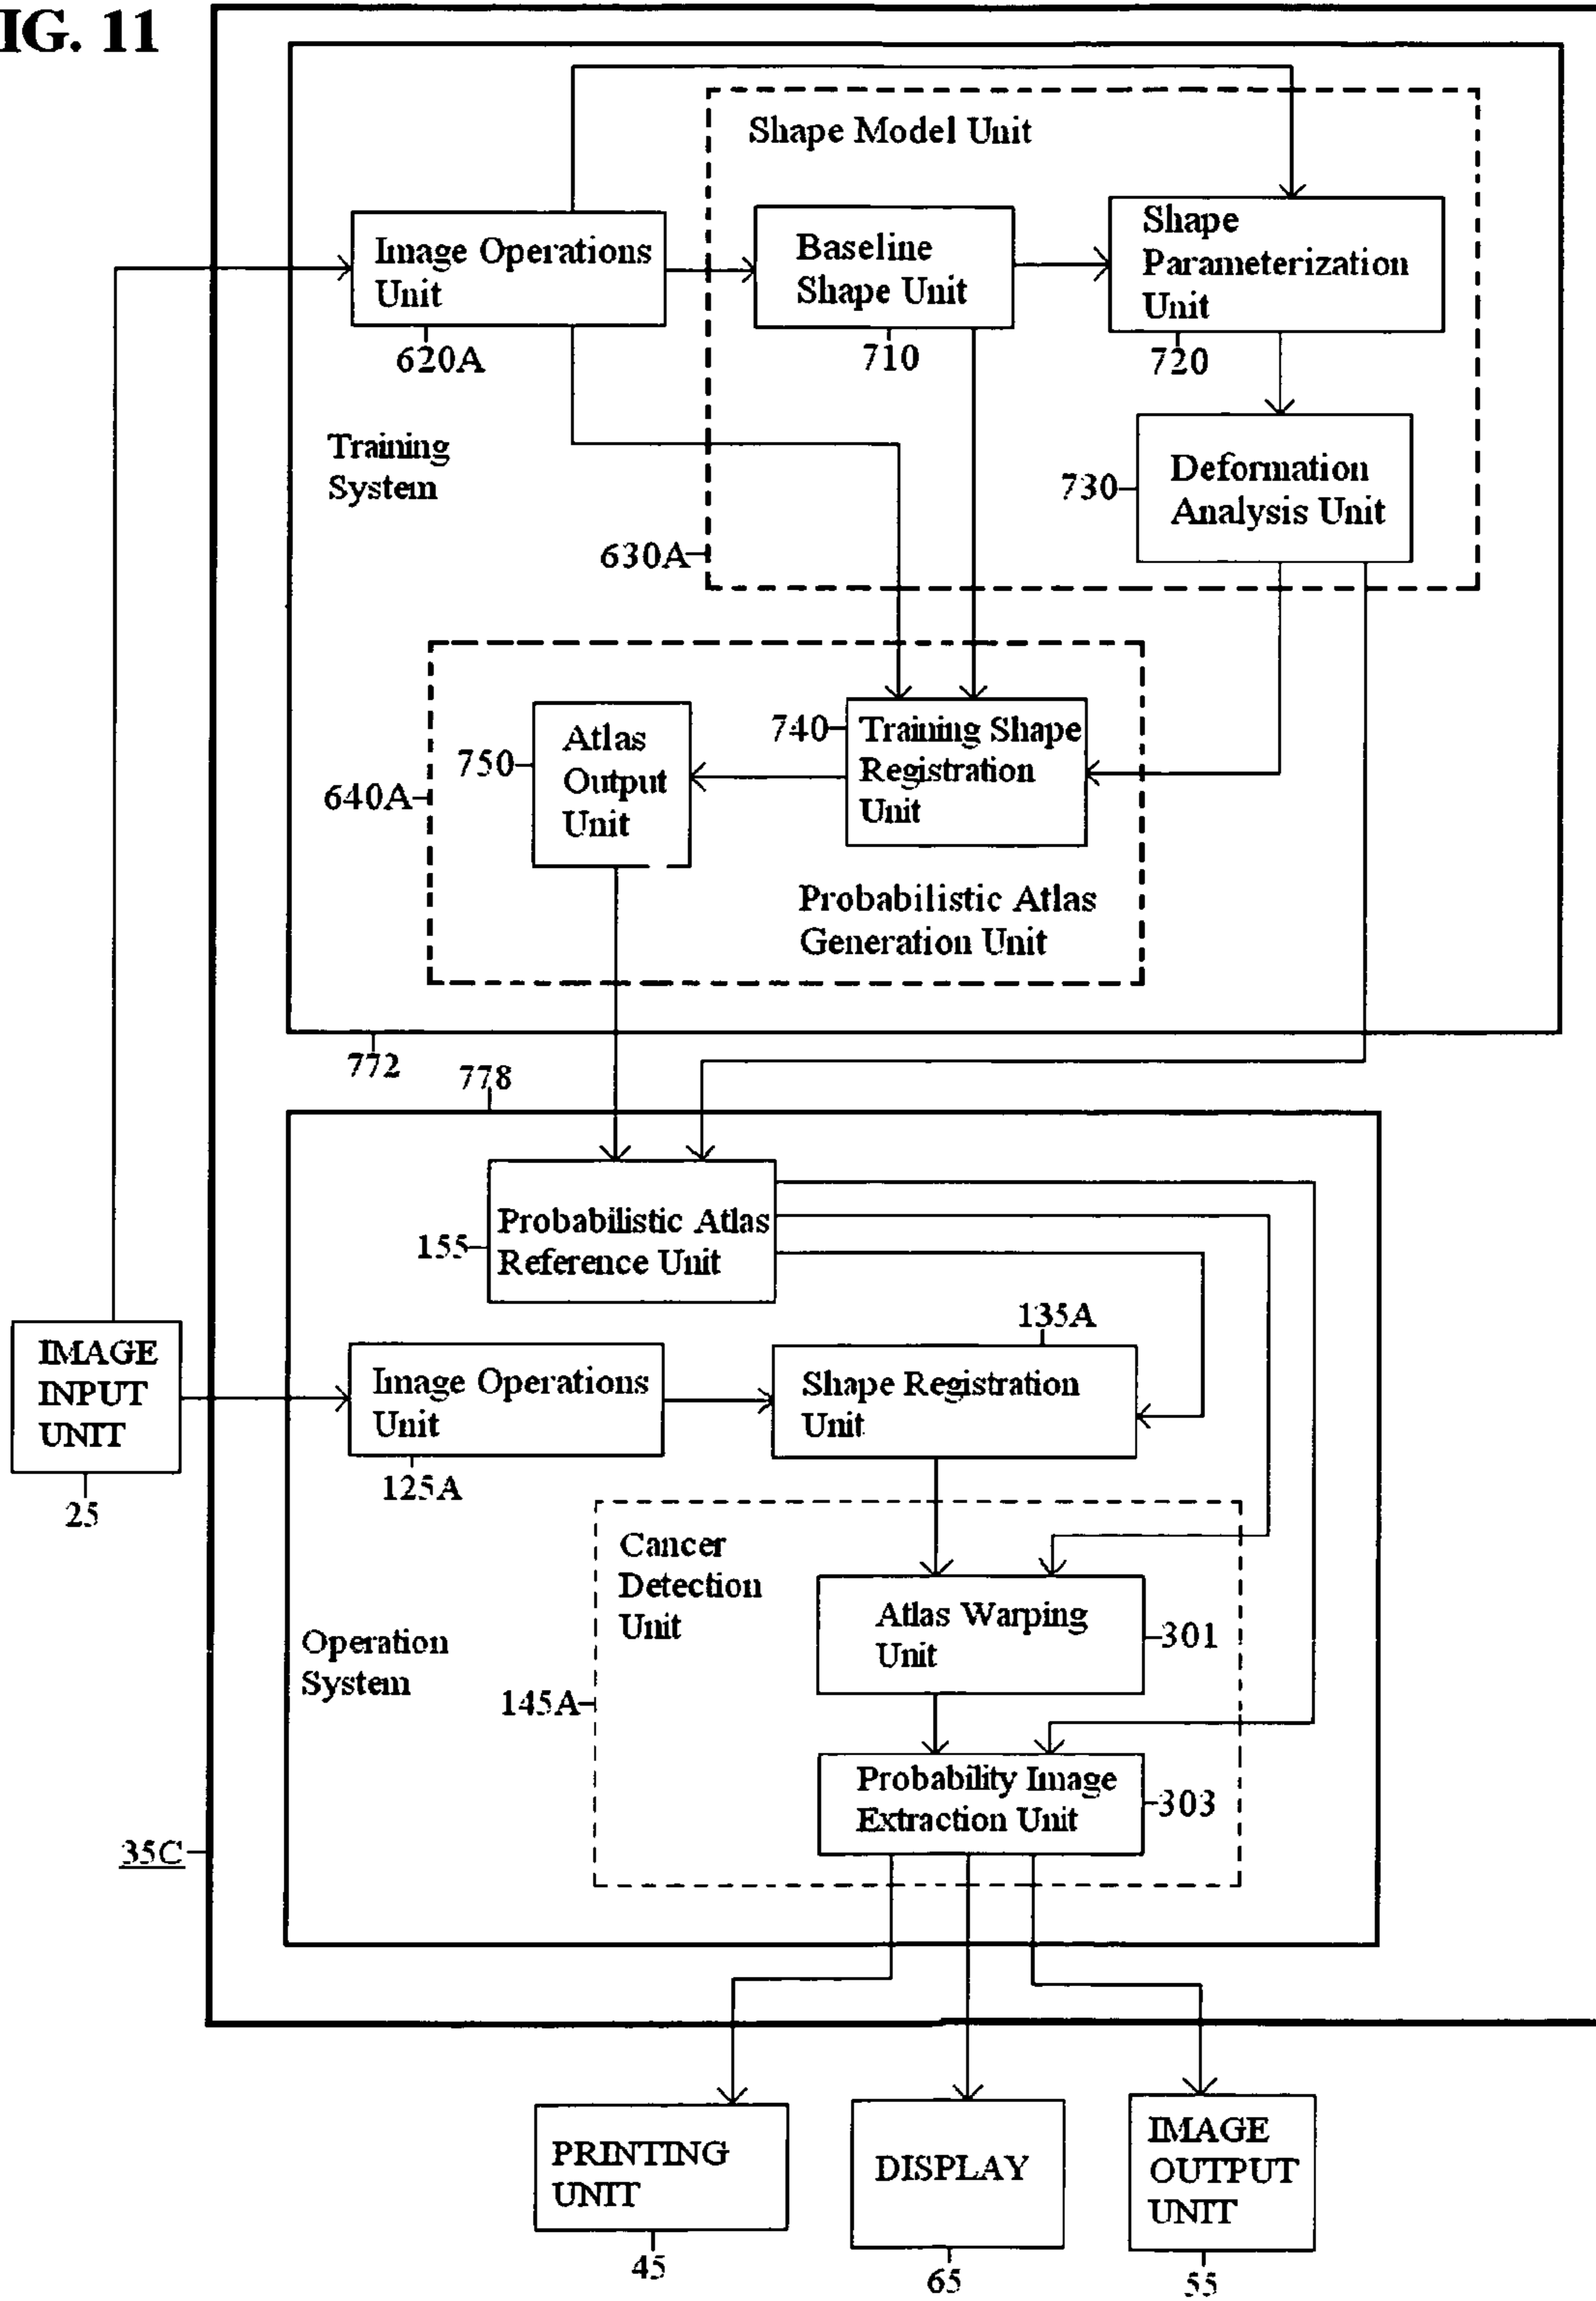 IG. 11
Shape Model Unit
Image Operations
Unit
620A
Baseline
Shape Unit
710
Shape
Parameterization
Unit
720
Training
System
730
Deformation
Analysis Unit
630A
740
Training Shape
Registration
Unit
750
Atlas
Output
Unit
640A
Probabilistic Atlas
Generation Unit
772
778
155
Probabilistic Atlas
Reference Unit
135A
IMAGE
INPUT
UNIT
25
Image Operations
Unit
125A
Shape Registration
Unit
Cancer
Detection
Unit
Operation
System
Atlas Warping
Unit
301
145A
Probability Image
Extraction Unit
303
35C
PRINTING
UNIT
45
DISPLAY
65
IMAGE
OUTPUT
UNIT
55